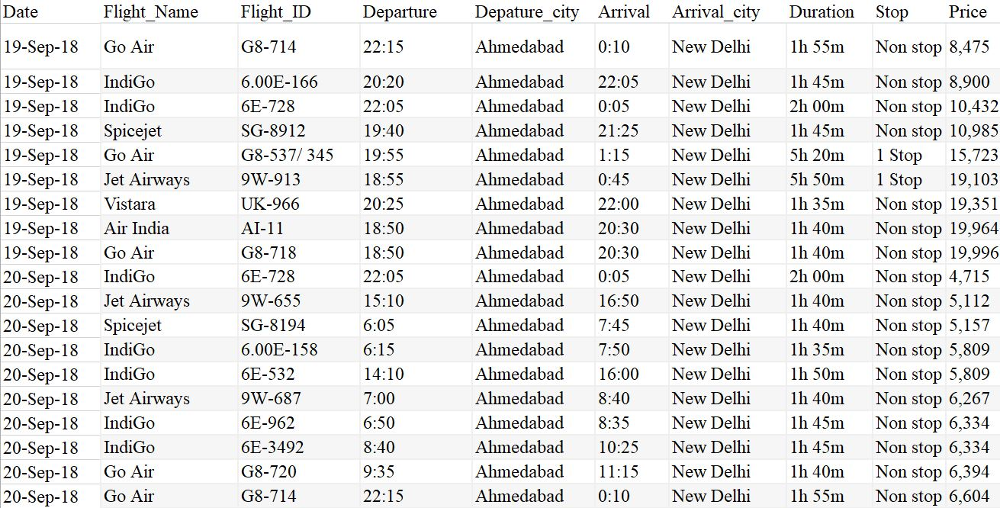 Date Flight_Name Flight_ID Departure Depature_city Arrival Arrival_city Duration Stop Price
19-Sep-18 Go Air G8-714 22:15 Ahmedabad 0:10 New Delhi 1h 55m Non stop 8,475
19-Sep-18 IndiGo 6.00E-166 20:20 Ahmedabad 22:05 New Delhi 1h 45m Non stop 8,900
19-Sep-18 IndiGo 6E-728 22:05 Ahmedabad 0:05 New Delhi 2h 00m Non stop 10,432
19-Sep-18 Spicejet SG-8912 19:40 Ahmedabad 21:25 New Delhi 1h 45m Non stop 10,985
19-Sep-18 Go Air G8-537/ 345 19:55 Ahmedabad 1:15 New Delhi 5h 20m 1 Stop 15,723
19-Sep-18 Jet Airways 9W-913 18:55 Ahmedabad 0:45 New Delhi 5h 50m 1 Stop 19,103
19-Sep-18 Vistara UK-966 20:25 Ahmedabad 22:00 New Delhi 1h 35m Non stop 19,351
19-Sep-18 Air India AI-11 18:50 Ahmedabad 20:30 New Delhi 1h 40m Non stop 19,964
19-Sep-18 Go Air G8-718 18:50 Ahmedabad 20:30 New Delhi 1h 40m Non stop 19,996
20-Sep-18 IndiGo 6E-728 22:05 Ahmedabad 0:05 New Delhi 2h 00m Non stop 4,715
20-Sep-18 Jet Airways 9W-655 15:10 Ahmedabad 16:50 New Delhi 1h 40m Non stop 5,112
20-Sep-18 Spicejet SG-8194 6:05 Ahmedabad 7:45 New Delhi 1h 40m Non stop 5,157
20-Sep-18 IndiGo 6.00E-158 6:15 Ahmedabad 7:50 New Delhi 1h 35m Non stop 5,809
20-Sep-18 IndiGo 6E-532 14:10 Ahmedabad 16:00 New Delhi 1h 50m Non stop 5,809
20-Sep-18 Jet Airways 9W-687 7:00 Ahmedabad 8:40 New Delhi 1h 40m Non stop 6,267
20-Sep-18 IndiGo 6E-962 6:50 Ahmedabad 8:35 New Delhi 1h 45m Non stop 6,334
20-Sep-18 IndiGo 6E-3492 8:40 Ahmedabad 10:25 New Delhi 1h 45m Non stop 6,334
20-Sep-18 Go Air G8-720 9:35 Ahmedabad 11:15 New Delhi 1h 40m Non stop 6,394
20-Sep-18 Go Air G8-714 22:15 Ahmedabad 0:10 New Delhi 1h 55m Non stop 6,604